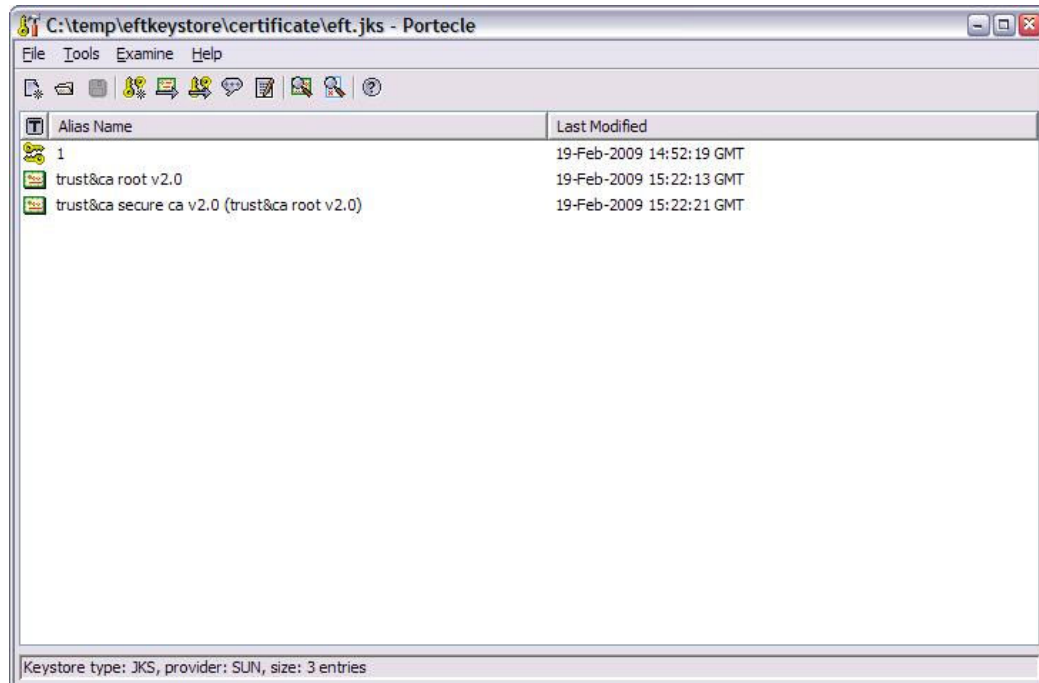 C:\temp\eftkeystore\certificate\eft.jks - Portecle
File Tools Examine Help
T Alias Name Last Modified
1 19-Feb-2009 14:52:19 GMT
trust&ca root v2.0 19-Feb-2009 15:22:13 GMT
trust&ca secure ca v2.0 (trust&ca root v2.0) 19-Feb-2009 15:22:21 GMT
Keystore type: JKS, provider: SUN, size: 3 entries